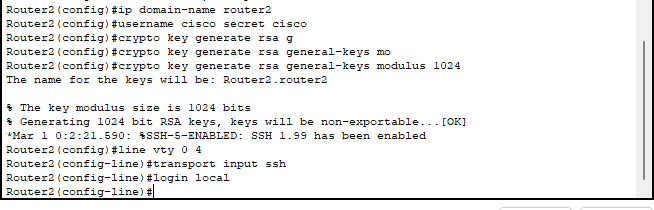 Router2(config)#ip domain-name router2
Router2(config)#username cisco secret cisco
Router2(config)#crypto key generate rsa g
Router2(config)#crypto key generate rsa general-keys mo
Router2(config)#crypto key generate rsa general-keys modulus 1024
The name for the keys will be: Router2.router2

% The key modulus size is 1024 bits
% Generating 1024 bit RSA keys, keys will be non-exportable...[OK]
*Mar 1 0:2:21.590: %SSH-5-ENABLED: SSH 1.99 has been enabled
Router2(config)#line vty 0 4
Router2(config-line)#transport input ssh
Router2(config-line)#login local
Router2(config-line)#